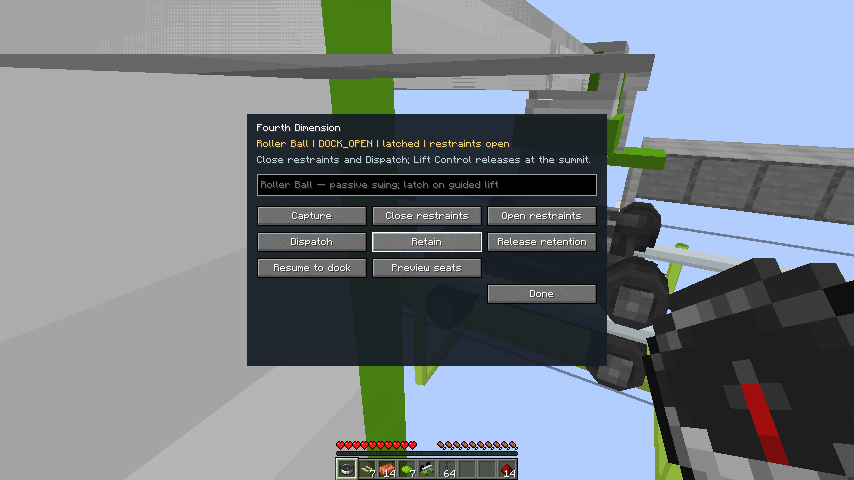 Fourth Dimension
Roller Ball | DOCK_OPEN | latched | restraints open
Close restraints and Dispatch; Lift Control releases at the summit.
Roller Ball — passive swing; latch on guided lift
Capture
Close restraints
Open restraints
Dispatch
Retain
Release retention
Resume to dock
Preview seats
Done
7
14
7
64
14